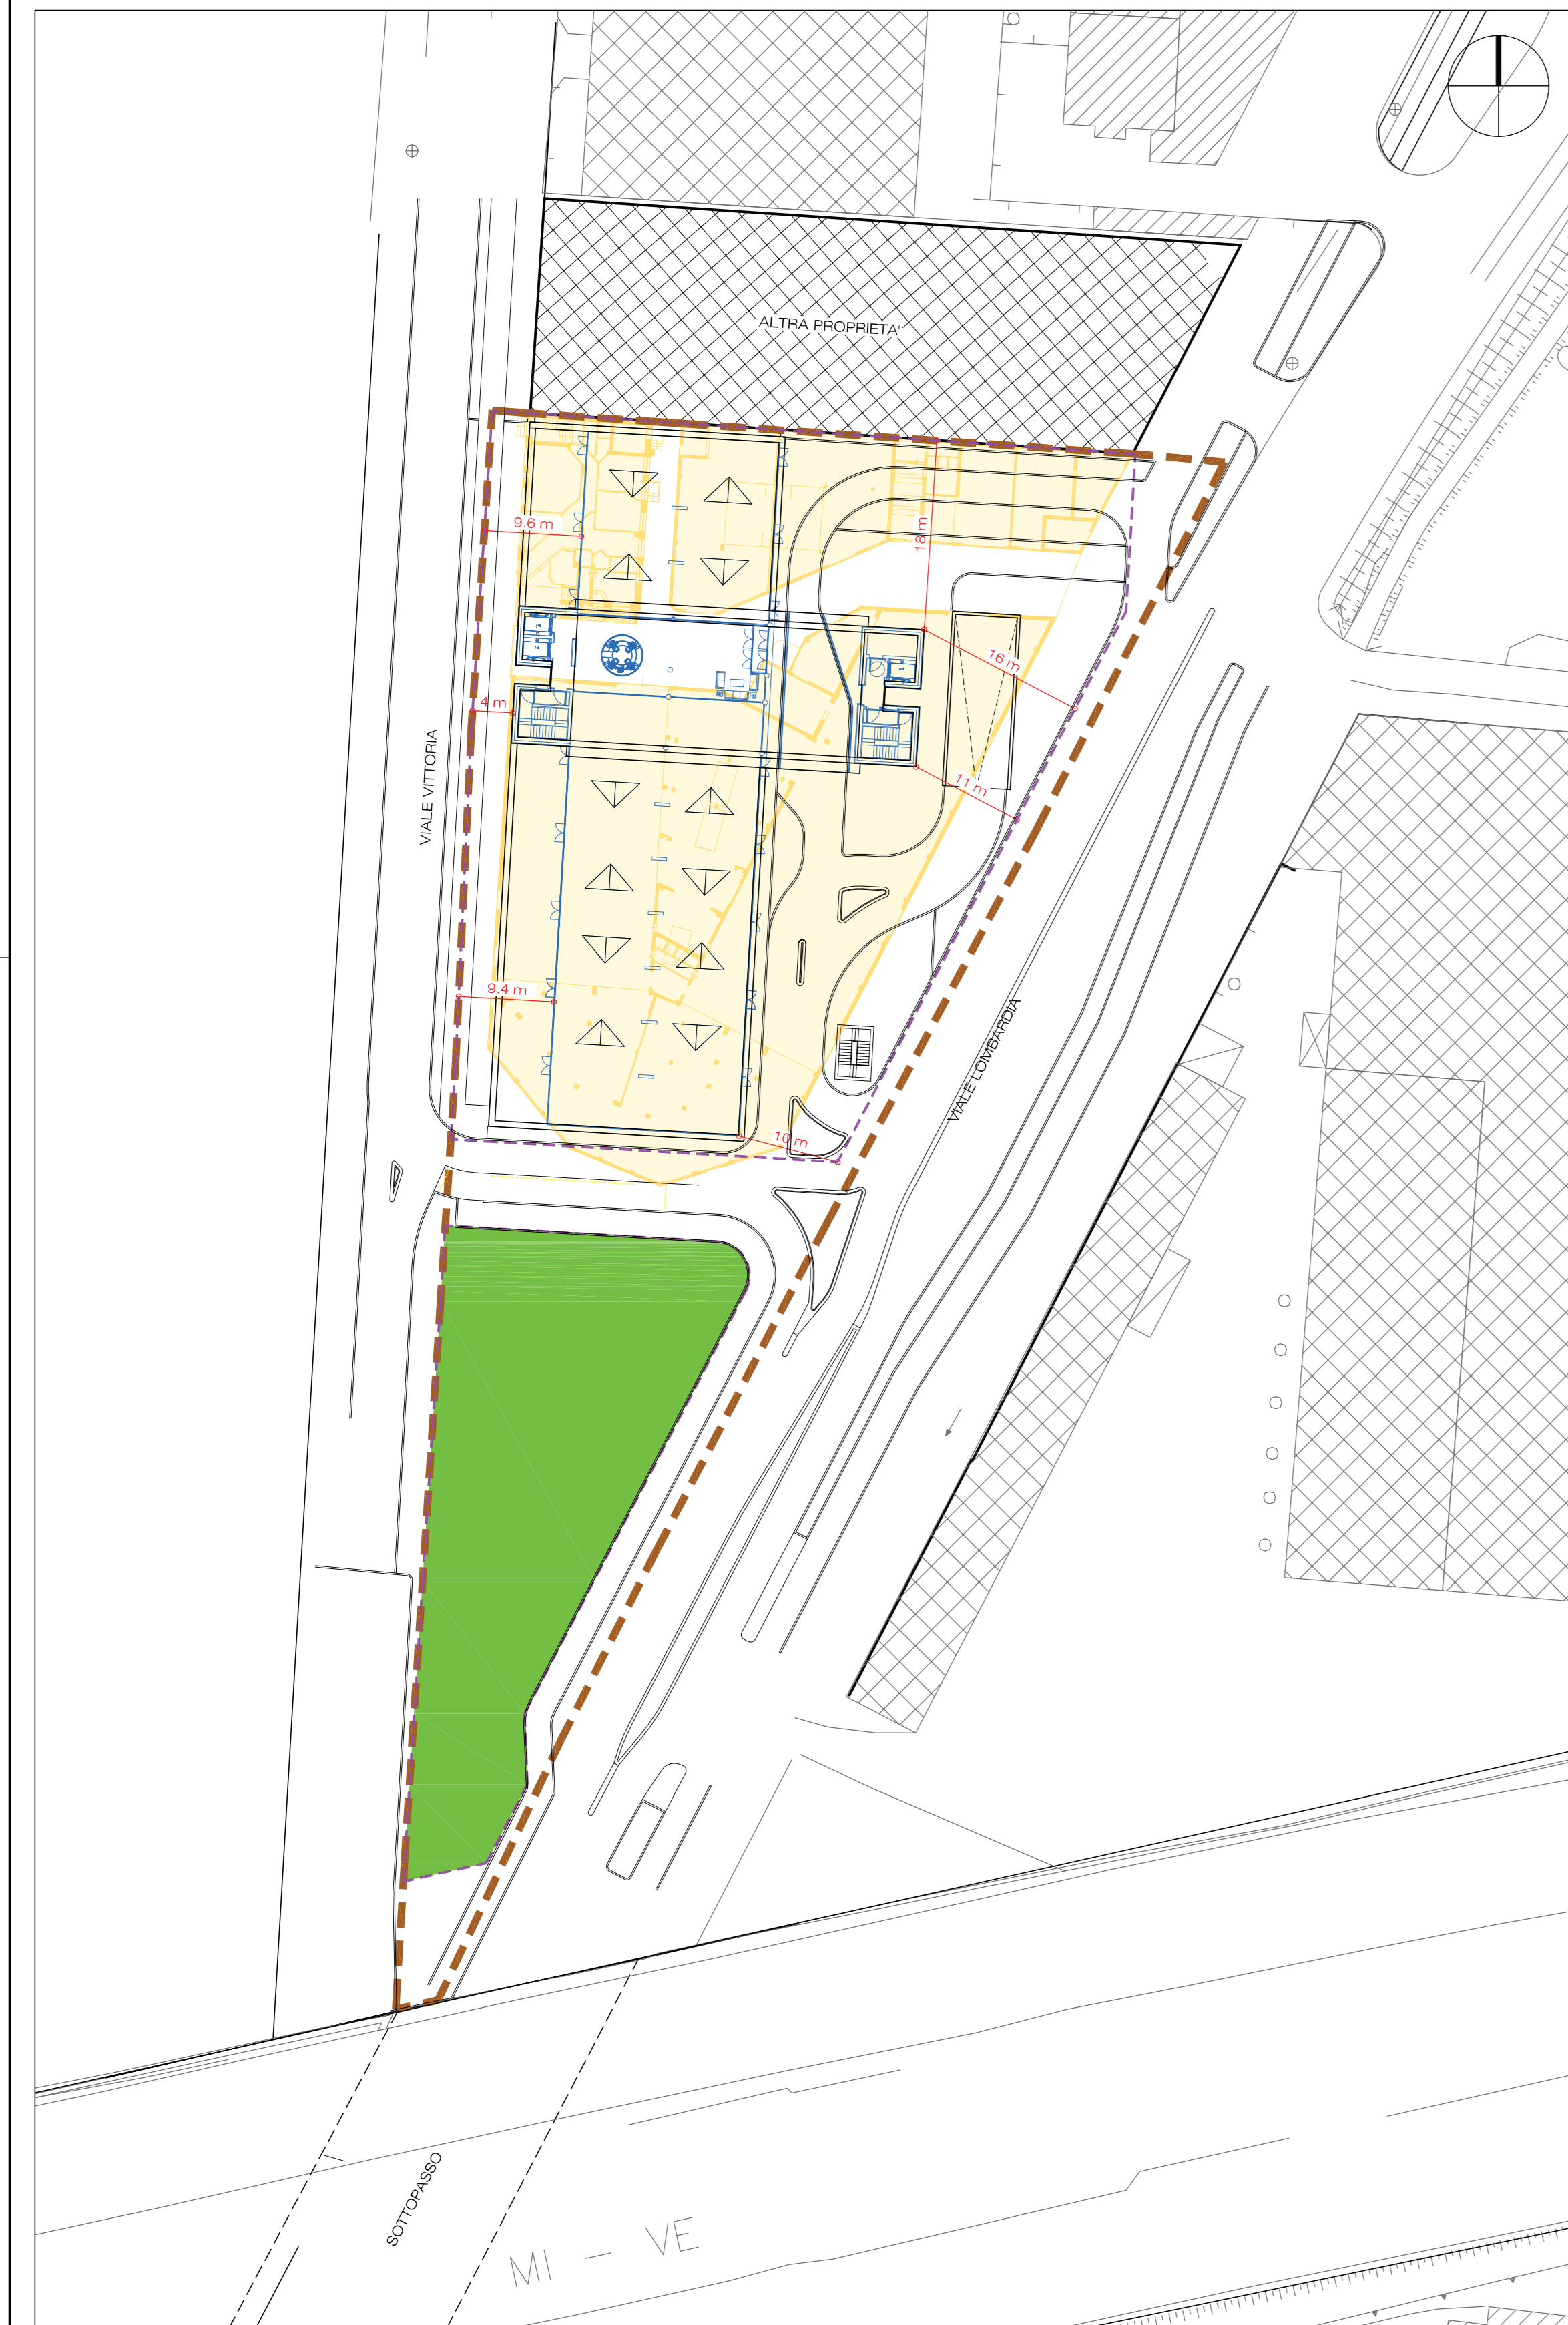 ALTRA PROPRIETA'
9.6 m
18 m
16 m
4 m
VIALE VITTORIA
11 m
9.4 m
VIALE LOMBARDIA
10 m
SOTTOPASSO
MI — VE